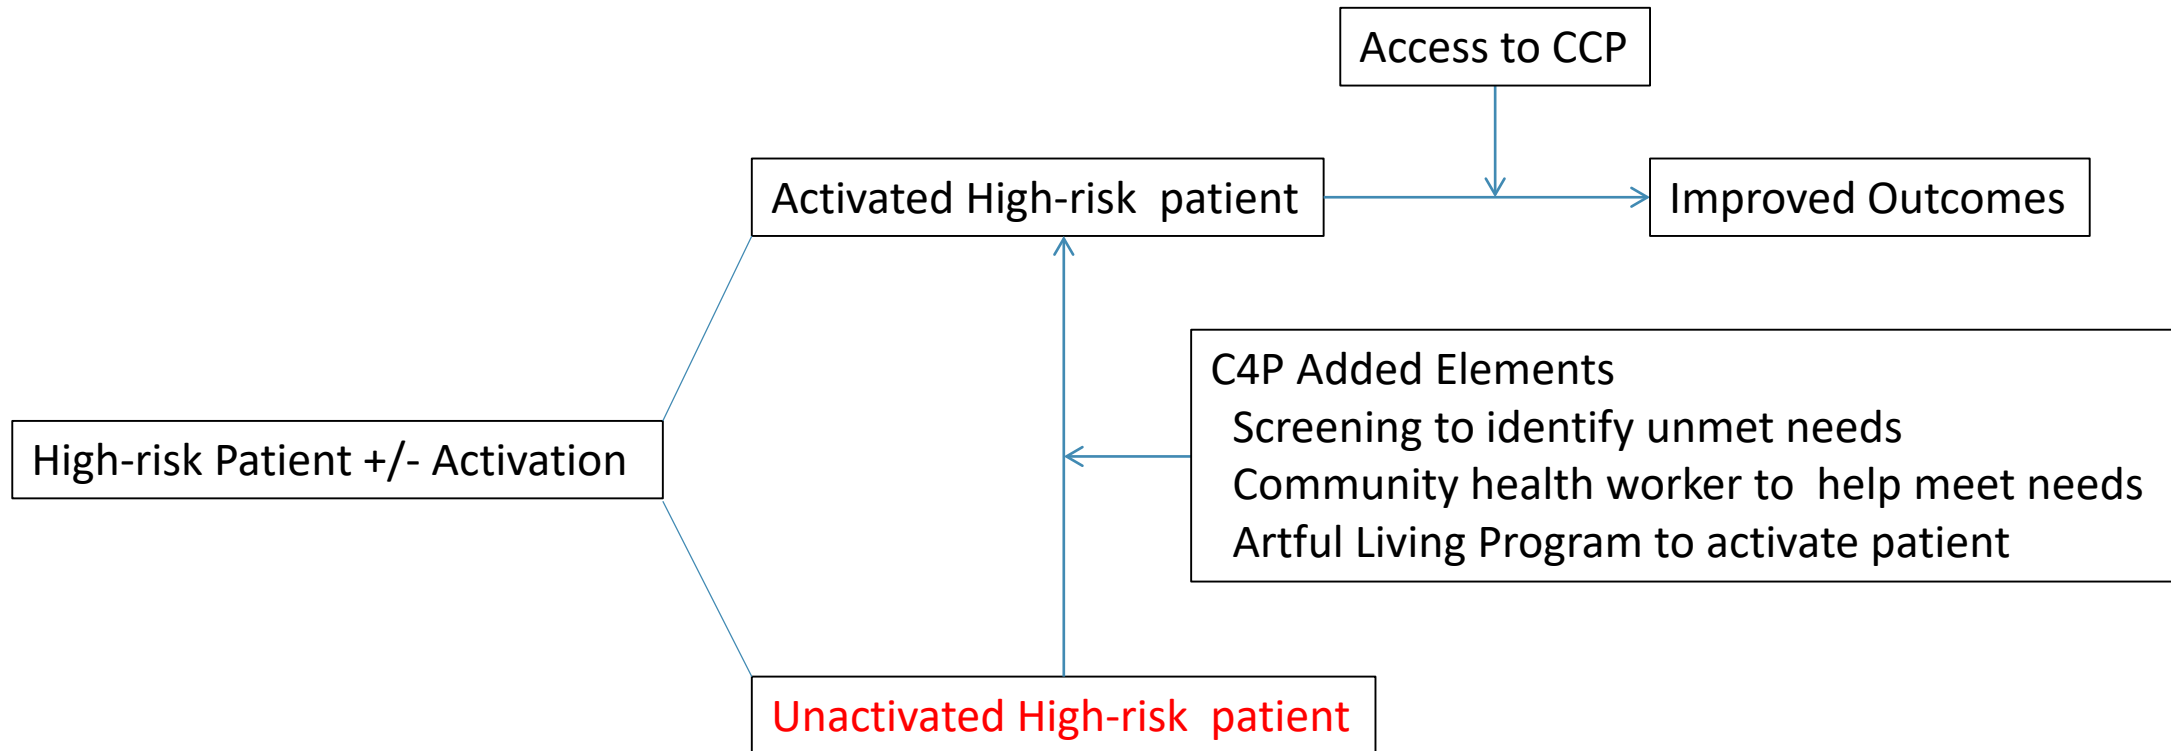 Access to CCP
Activated High-risk  patient
Improved Outcomes
C4P Added Elements
Screening to identify unmet needs
Community health worker to  help meet needs
Artful Living Program to activate patient
High-risk Patient +/- Activation
Unactivated High-risk  patient